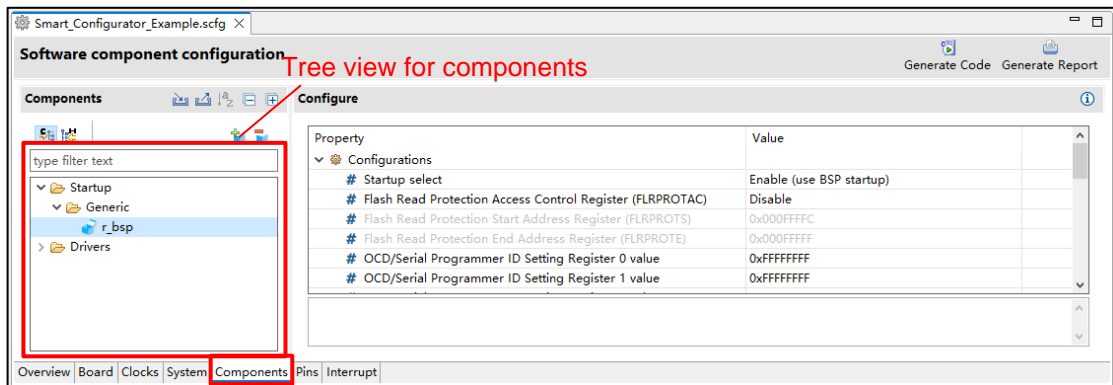 Smart_Configurator_Example.scfg
Software component configuration
Generate Code Generate Report
Tree view for components
Components
Configure
type filter text
Startup
Generic
r_bsp
Drivers
Property Value
Configurations
# Startup select Enable (use BSP startup)
# Flash Read Protection Access Control Register (FLRPROTAC) Disable
# Flash Read Protection Start Address Register (FLRPROTS) 0x000FFFFC
# Flash Read Protection End Address Register (FLRPROTE) 0x000FFFFF
# OCD/Serial Programmer ID Setting Register 0 value 0xFFFFFFFF
# OCD/Serial Programmer ID Setting Register 1 value 0xFFFFFFFF
Overview Board Clocks System Components Pins Interrupt